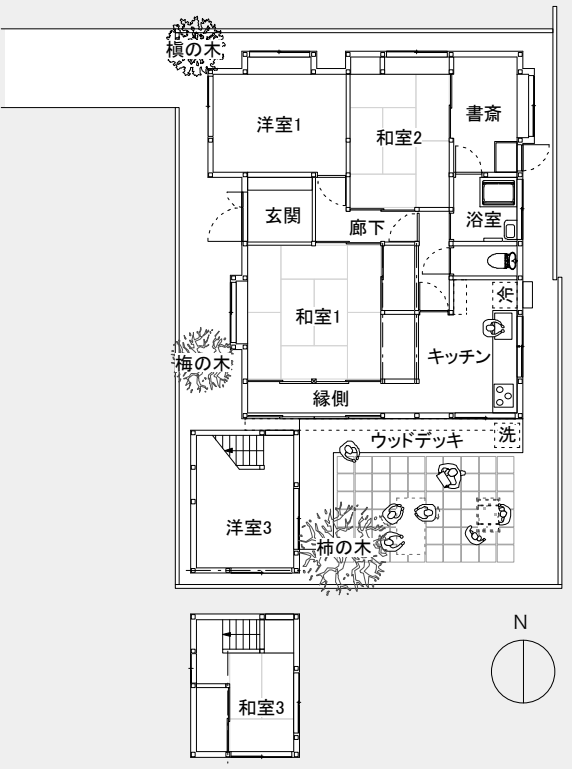 槇の木
洋室1
和室2
書斎
玄関
廊下
浴室
和室1
冷
梅の木
キッチン
縁側
ウッドデッキ
洗
洋室3
柿の木
N
和室3